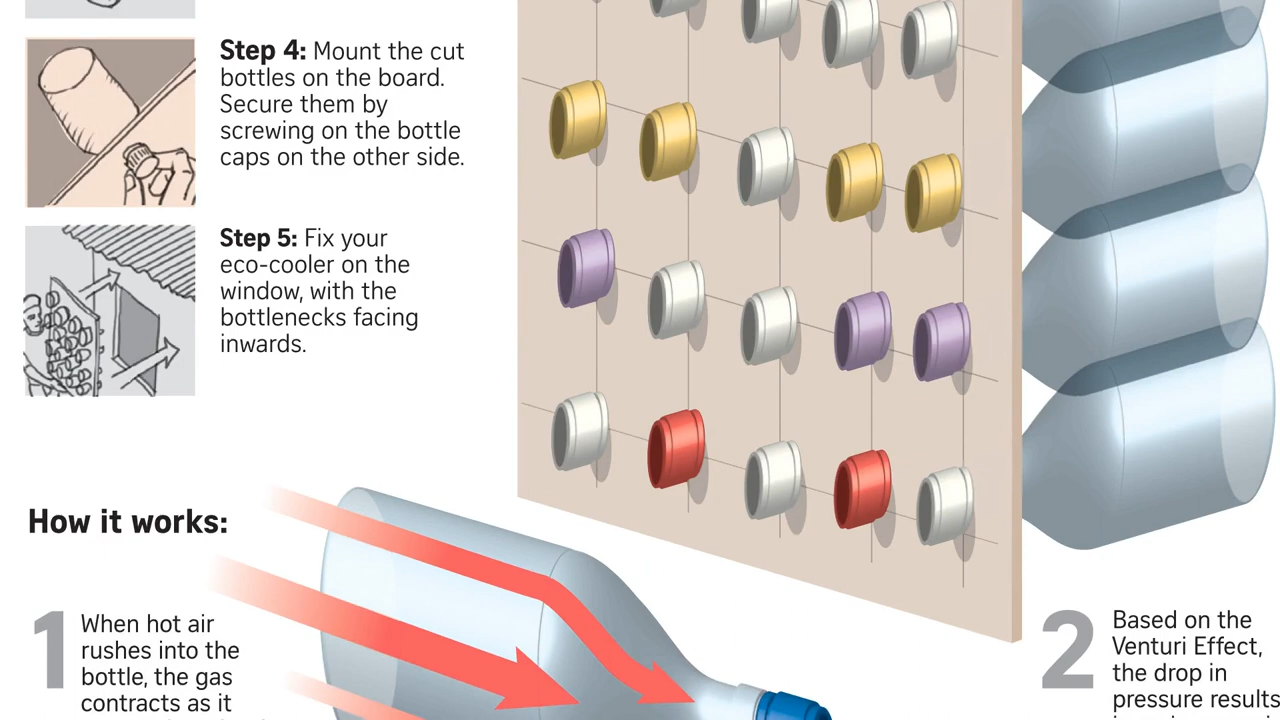 Step 4: Mount the cut
bottles on the board.
Secure them by
screwing on the bottle
caps on the other side.
Step 5: Fix your
eco-cooler on the
window, with the
bottlenecks facing
inwards.
How it works:
1
When hot air
rushes into the
bottle, the gas
contracts as it
2
Based on the
Venturi Effect,
the drop in
pressure results